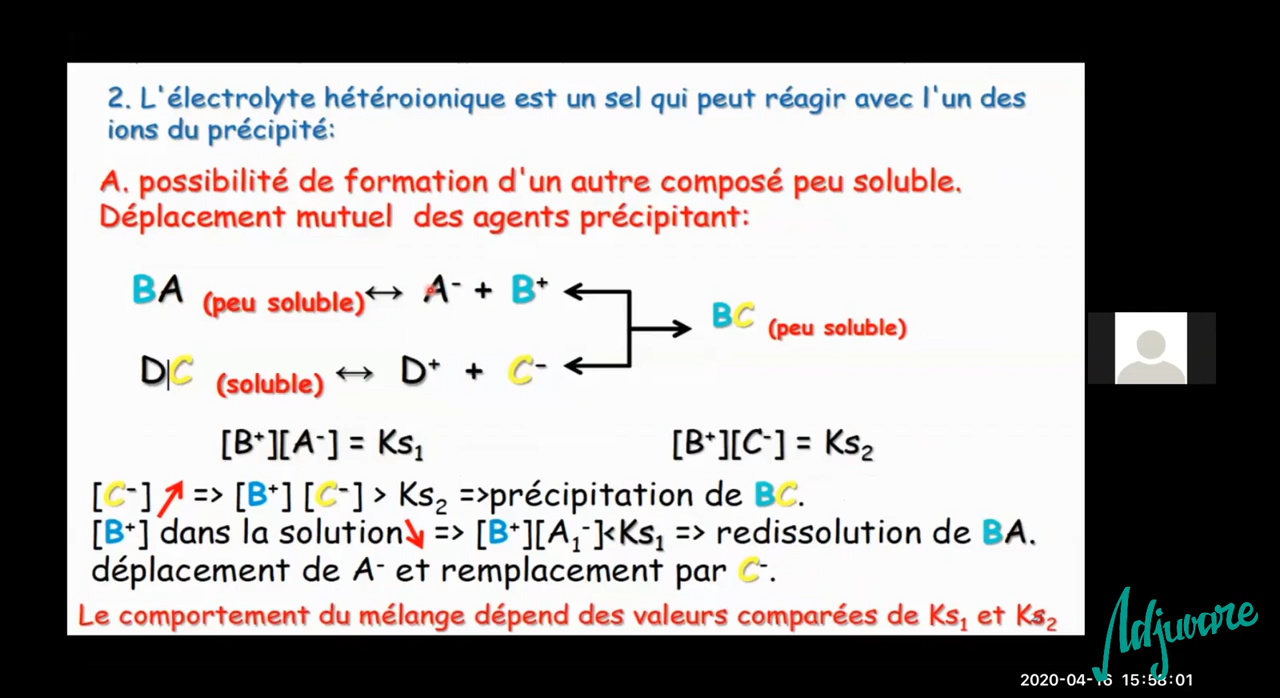 2. L'électrolyte hétéroionique est un sel qui peut réagir avec l'un des
ions du précipité:
A. possibilité de formation d'un autre composé peu soluble.
Déplacement mutuel des agents précipitant:
BA (peu soluble) ↔ A⁻ + B⁺
BC (peu soluble)
DC (soluble) ↔ D⁺ + C⁻
[B⁺][A⁻] = Ks₁ [B⁺][C⁻] = Ks₂
[C⁻] ↗ => [B⁺] [C⁻] > Ks₂ =>précipitation de BC.
[B⁺] dans la solution↘ => [B⁺][A₁⁻]<Ks₁ => redissolution de BA.
déplacement de A⁻ et remplacement par C⁻.
Le comportement du mélange dépend des valeurs comparées de Ks₁ et Ks₂
Adjuvare
2020-04-16 15:58:01